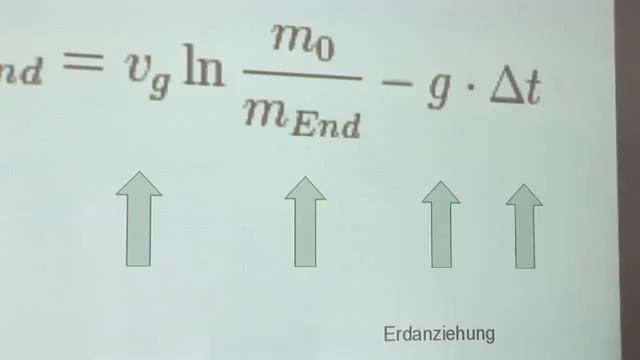 nd = v_g ln m_0 / m_End − g · Δt
Erdanziehung